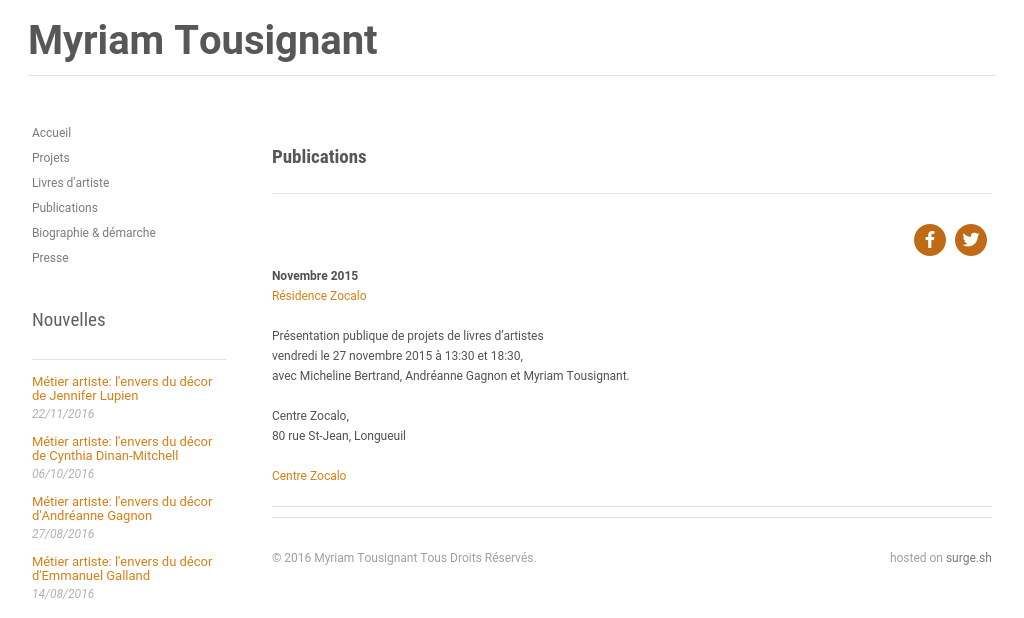 Myriam Tousignant
Accueil
Projets
Livres d'artiste
Publications
Biographie & démarche
Presse
Nouvelles
Métier artiste: l'envers du décor
de Jennifer Lupien
22/11/2016
Métier artiste: l'envers du décor
de Cynthia Dinan-Mitchell
06/10/2016
Métier artiste: l'envers du décor
d'Andréanne Gagnon
27/08/2016
Métier artiste: l'envers du décor
d'Emmanuel Galland
14/08/2016
Publications
Novembre 2015
Résidence Zocalo
Présentation publique de projets de livres d'artistes
vendredi le 27 novembre 2015 à 13:30 et 18:30,
avec Micheline Bertrand, Andréanne Gagnon et Myriam Tousignant.
Centre Zocalo,
80 rue St-Jean, Longueuil
Centre Zocalo
© 2016 Myriam Tousignant Tous Droits Réservés.
hosted on surge.sh